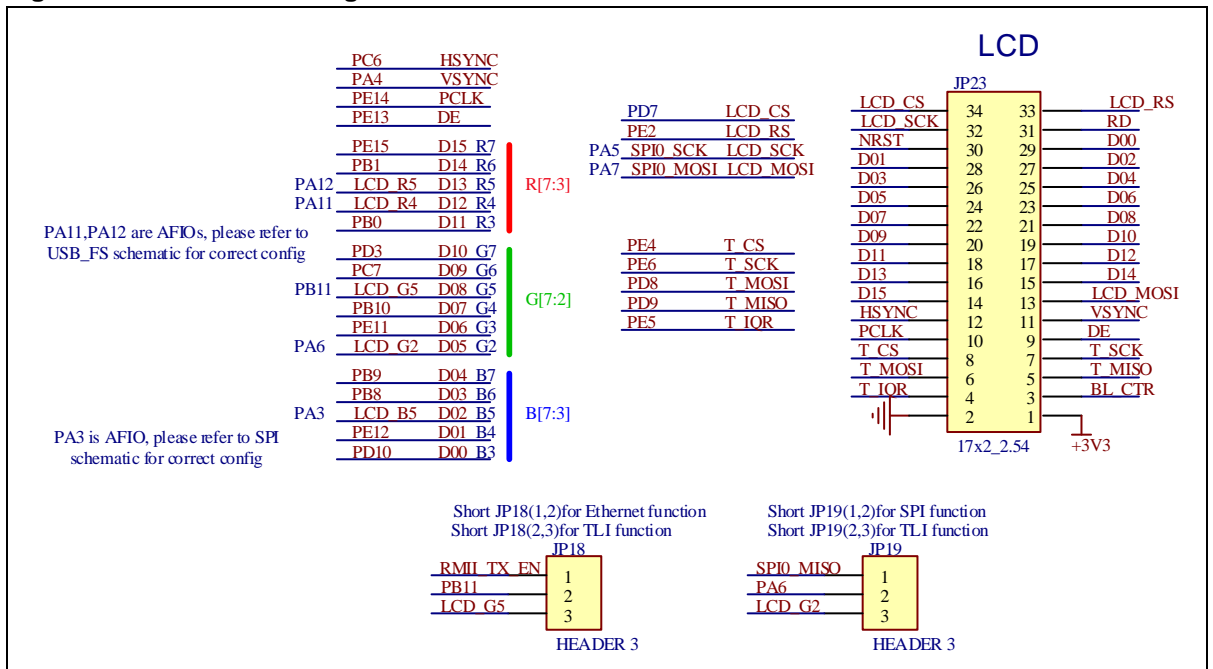 LCD
PC6 HSYNC
PA4 VSYNC
PE14 PCLK
PE13 DE
PE15 D15 R7
PB1 D14 R6
PA12 LCD_R5 D13 R5
PA11 LCD_R4 D12 R4
PB0 D11 R3
R[7:3]
PA11,PA12 are AFIOs, please refer to
USB_FS schematic for correct config
PD3 D10 G7
PC7 D09 G6
PB11 LCD_G5 D08 G5
PB10 D07 G4
PE11 D06 G3
PA6 LCD_G2 D05 G2
G[7:2]
PB9 D04 B7
PB8 D03 B6
PA3 LCD_B5 D02 B5
PE12 D01 B4
PD10 D00 B3
B[7:3]
PA3 is AFIO, please refer to SPI
schematic for correct config
PD7 LCD_CS
PE2 LCD_RS
PA5 SPI0_SCK LCD_SCK
PA7 SPI0_MOSI LCD_MOSI
PE4 T_CS
PE6 T_SCK
PD8 T_MOSI
PD9 T_MISO
PE5 T_IQR
JP23
LCD_CS 34 33 LCD_RS
LCD_SCK 32 31 RD
NRST 30 29 D00
D01 28 27 D02
D03 26 25 D04
D05 24 23 D06
D07 22 21 D08
D09 20 19 D10
D11 18 17 D12
D13 16 15 D14
D15 14 13 LCD_MOSI
HSYNC 12 11 VSYNC
PCLK 10 9 DE
T_CS 8 7 T_SCK
T_MOSI 6 5 T_MISO
T_IQR 4 3 BL_CTR
2 1
17x2_2.54 +3V3
Short JP18(1,2)for Ethernet function
Short JP18(2,3)for TLI function
JP18
RMII_TX_EN 1
PB11 2
LCD_G5 3
HEADER 3
Short JP19(1,2)for SPI function
Short JP19(2,3)for TLI function
JP19
SPI0_MISO 1
PA6 2
LCD_G2 3
HEADER 3